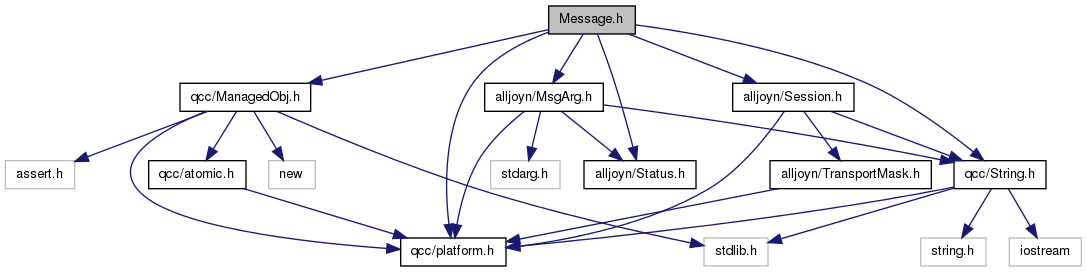 Message.h
qcc/ManagedObj.h
alljoyn/MsgArg.h
alljoyn/Session.h
assert.h
qcc/atomic.h
new
stdarg.h
alljoyn/Status.h
alljoyn/TransportMask.h
qcc/String.h
qcc/platform.h
stdlib.h
string.h
iostream